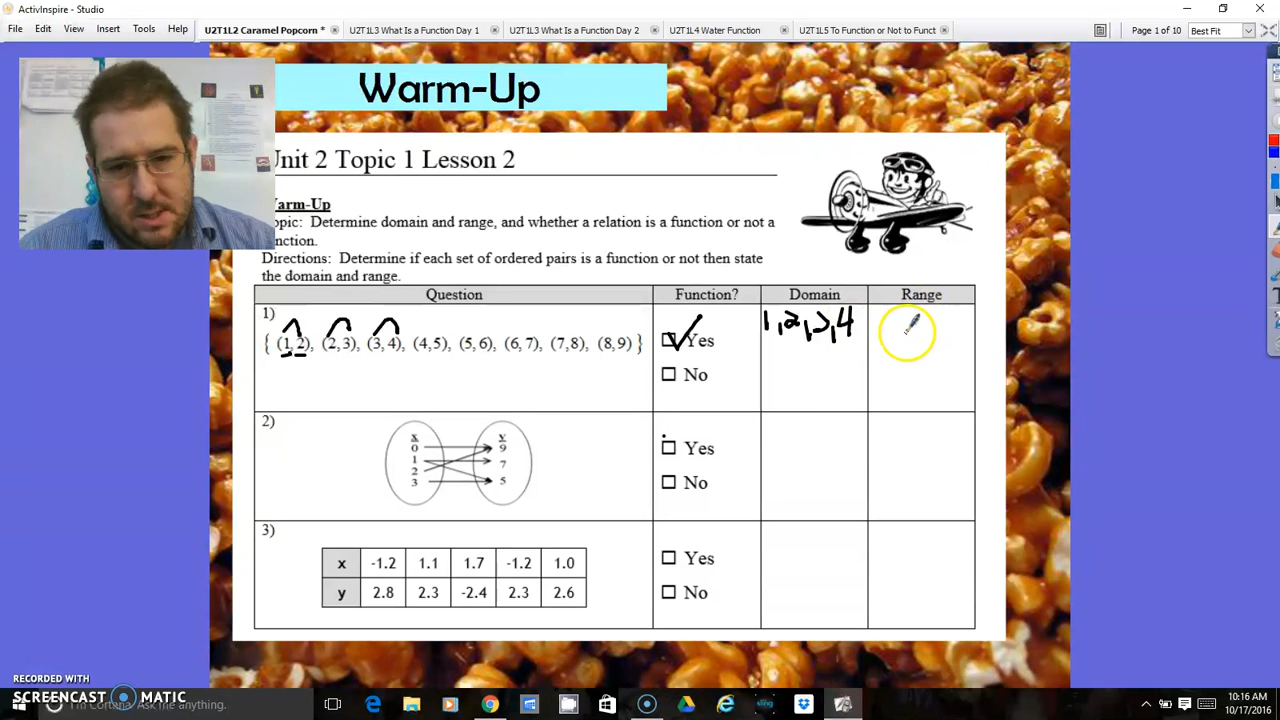 ActivInspire - Studio
File Edit View Insert Tools Help
U2T1L2 Caramel Popcorn * U2T1L3 What Is a Function Day 1 U2T1L3 What Is a Function Day 2 U2T1L4 Water Function U2T1L5 To Function or Not to Funct
Page 1 of 10 Best Fit
Warm-Up
Unit 2 Topic 1 Lesson 2
Warm-Up
Topic: Determine domain and range, and whether a relation is a function or not a
function.
Directions: Determine if each set of ordered pairs is a function or not then state
the domain and range.
Question Function? Domain Range
1)
{ (1, 2), (2, 3), (3, 4), (4, 5), (5, 6), (6, 7), (7, 8), (8, 9) }
Yes
No
1,2,3,4
2)
x y
0 9
1 7
2 5
3
Yes
No
3)
x -1.2 1.1 1.7 -1.2 1.0
y 2.8 2.3 -2.4 2.3 2.6
Yes
No
RECORDED WITH
SCREENCAST MATIC
I'm Cortana. Ask me anything.
10:16 AM
10/17/2016